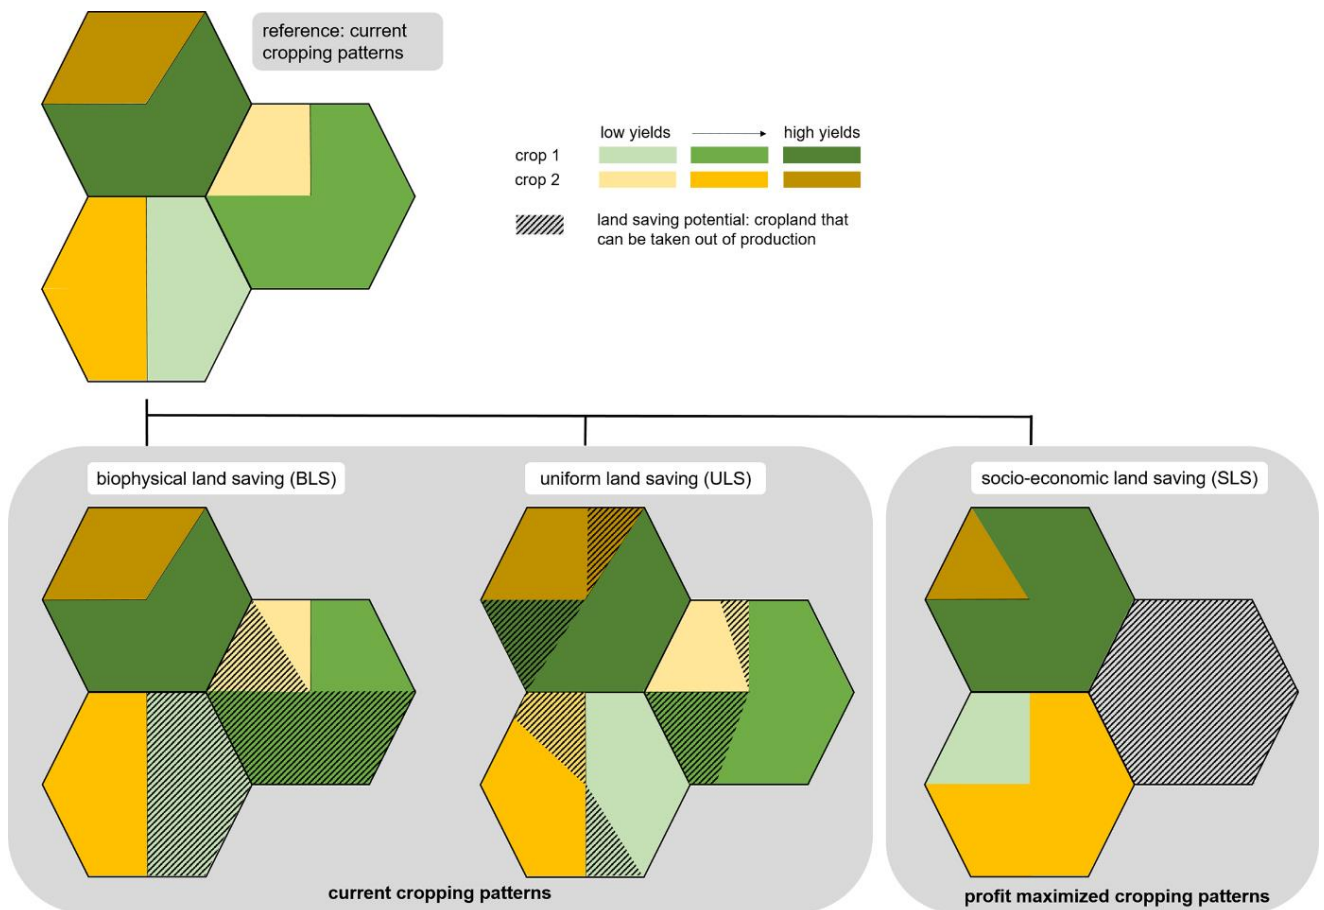 reference: current
cropping patterns
low yields
high yields
crop 1
crop 2
land saving potential: cropland that
can be taken out of production
biophysical land saving (BLS)
uniform land saving (ULS)
socio-economic land saving (SLS)
current cropping patterns
profit maximized cropping patterns